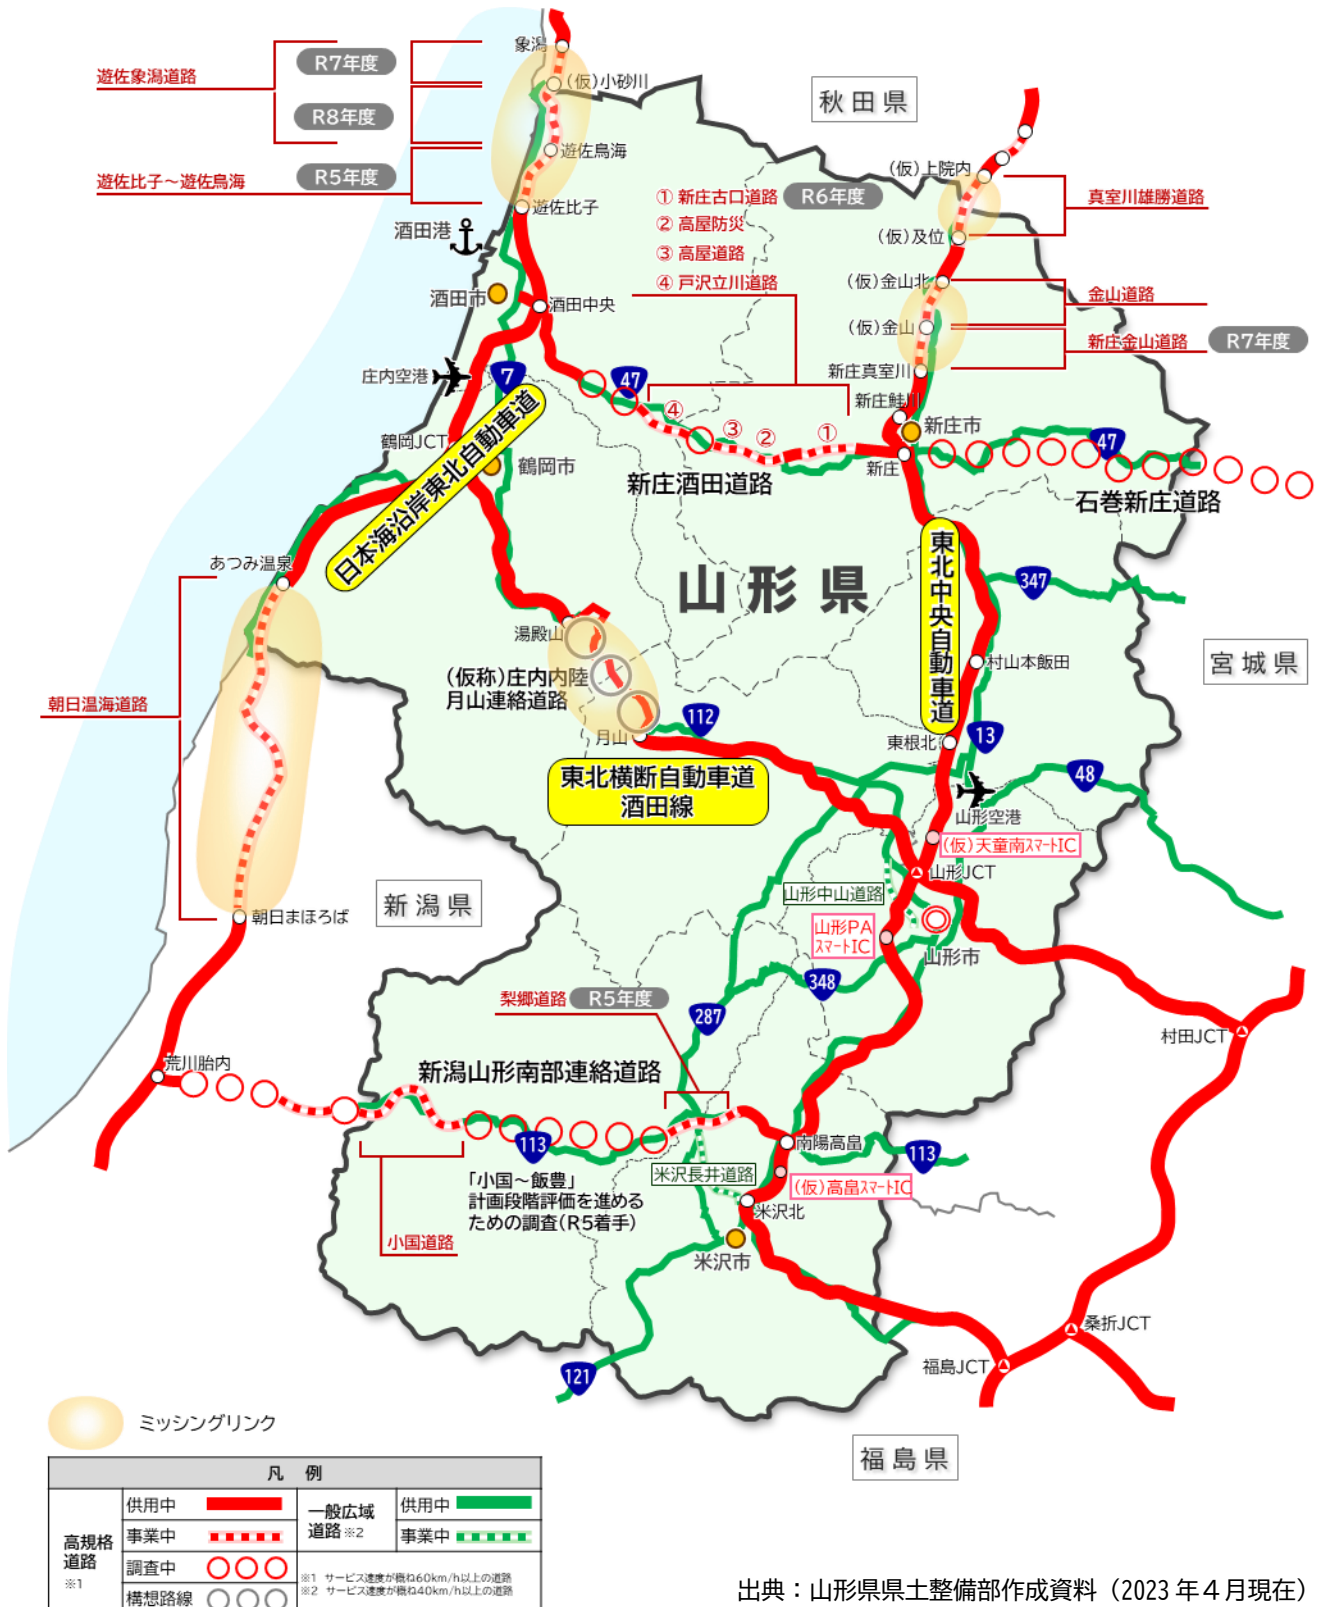 象潟
遊佐象潟道路
R7年度
(仮)小砂川
秋田県
R8年度
遊佐鳥海
(仮)上院内
遊佐比子～遊佐鳥海
R5年度
① 新庄古口道路
R6年度
真室川雄勝道路
遊佐比子
② 高屋防災
酒田港
(仮)及位
③ 高屋道路
④ 戸沢立川道路
(仮)金山北
酒田市
酒田中央
金山道路
(仮)金山
新庄金山道路
R7年度
庄内空港
7
47
新庄真室川
新庄鮭川
④
③
②
①
新庄市
鶴岡JCT
47
鶴岡市
新庄
新庄酒田道路
石巻新庄道路
日本海沿岸東北自動車道
あつみ温泉
東北中央自動車道
山形県
347
湯殿山
宮城県
村山本飯田
(仮称)庄内内陸
月山連絡道路
朝日温海道路
112
月山
東根北
13
東北横断自動車道
酒田線
48
山形空港
(仮)天童南スマートIC
山形JCT
山形中山道路
新潟県
朝日まほろば
山形PA
スマートIC
山形市
348
梨郷道路
R5年度
287
村田JCT
荒川胎内
新潟山形南部連絡道路
113
南陽高畠
113
米沢長井道路
(仮)高畠スマートIC
「小国～飯豊」
計画段階評価を進める
ための調査(R5着手)
米沢北
小国道路
米沢市
桑折JCT
福島JCT
121
ミッシングリンク
福島県
凡 例
高規格
道路
※1
供用中
事業中
調査中
構想路線
一般広域
道路※2
供用中
事業中
※1 サービス速度が概ね60km/h以上の道路
※2 サービス速度が概ね40km/h以上の道路
出典：山形県県土整備部作成資料（2023 年４月現在）